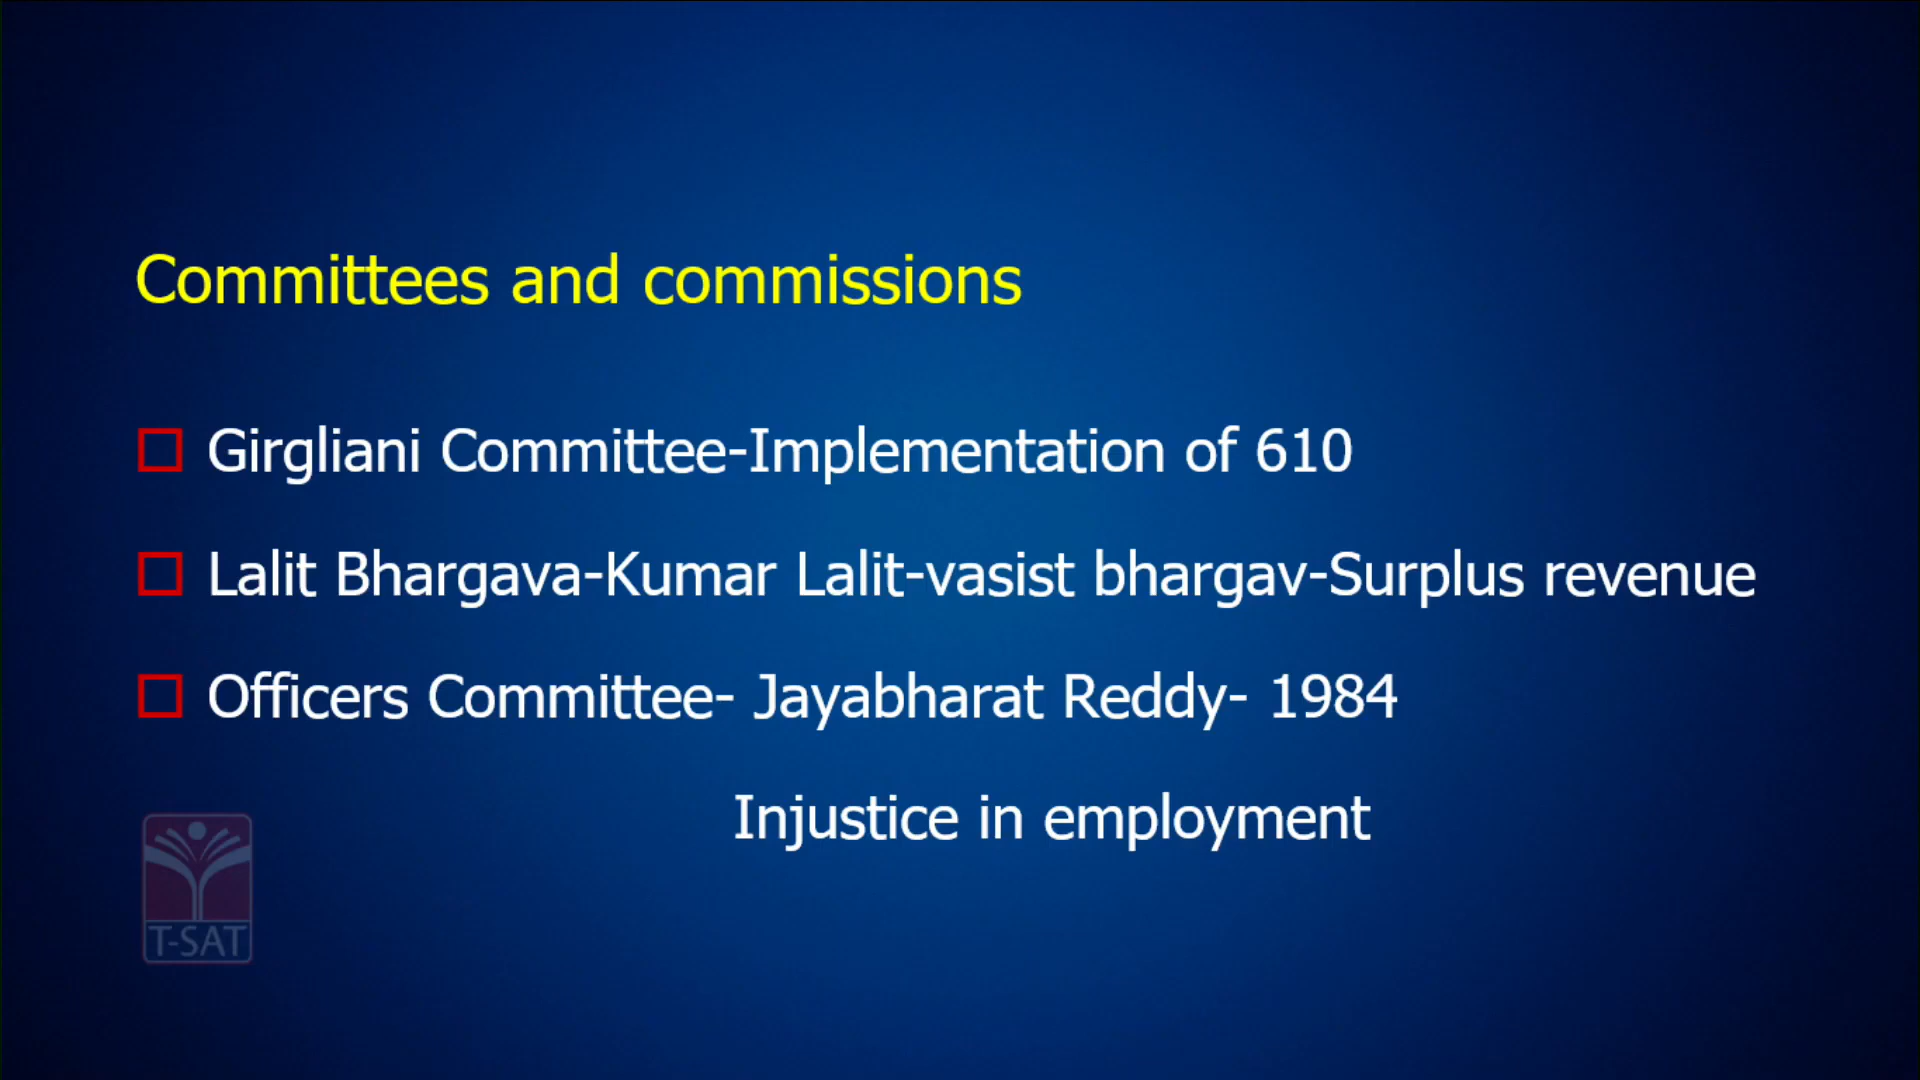 Committees and commissions
Girgliani Committee-Implementation of 610
Lalit Bhargava-Kumar Lalit-vasist bhargav-Surplus revenue
Officers Committee- Jayabharat Reddy- 1984
Injustice in employment
T-SAT